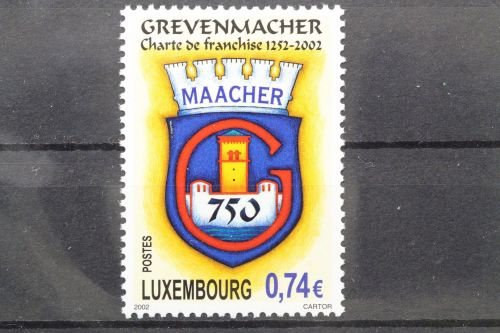 GREVENMACHER
Charte de franchise 1252-2002
MAACHER
G
750
POSTES
LUXEMBOURG 0,74€
2002 CARTOR